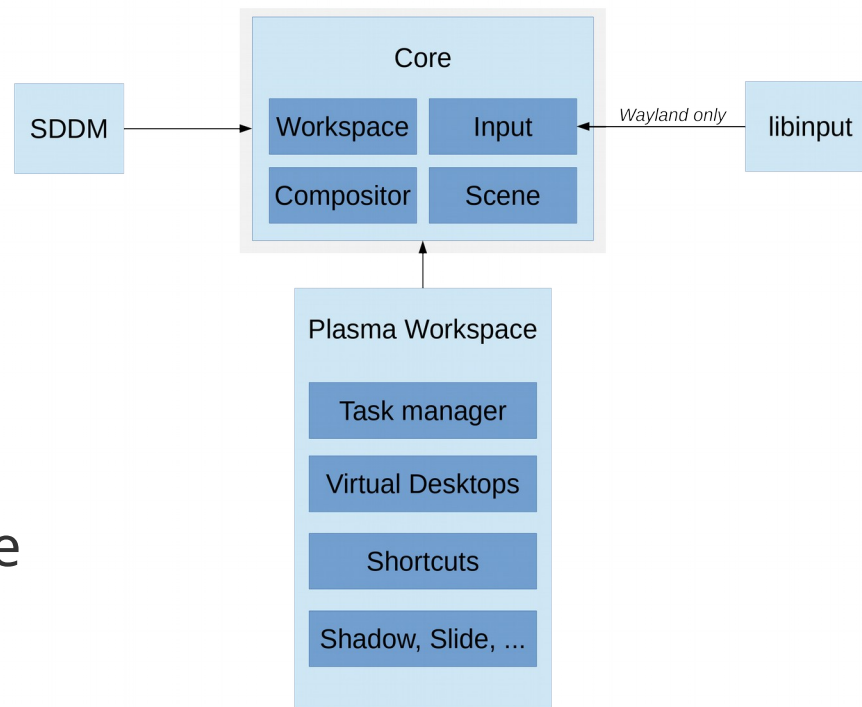 Core
SDDM
Workspace
Input
Wayland only
libinput
Compositor
Scene
Plasma Workspace
Task manager
Virtual Desktops
Shortcuts
Shadow, Slide, ...
e